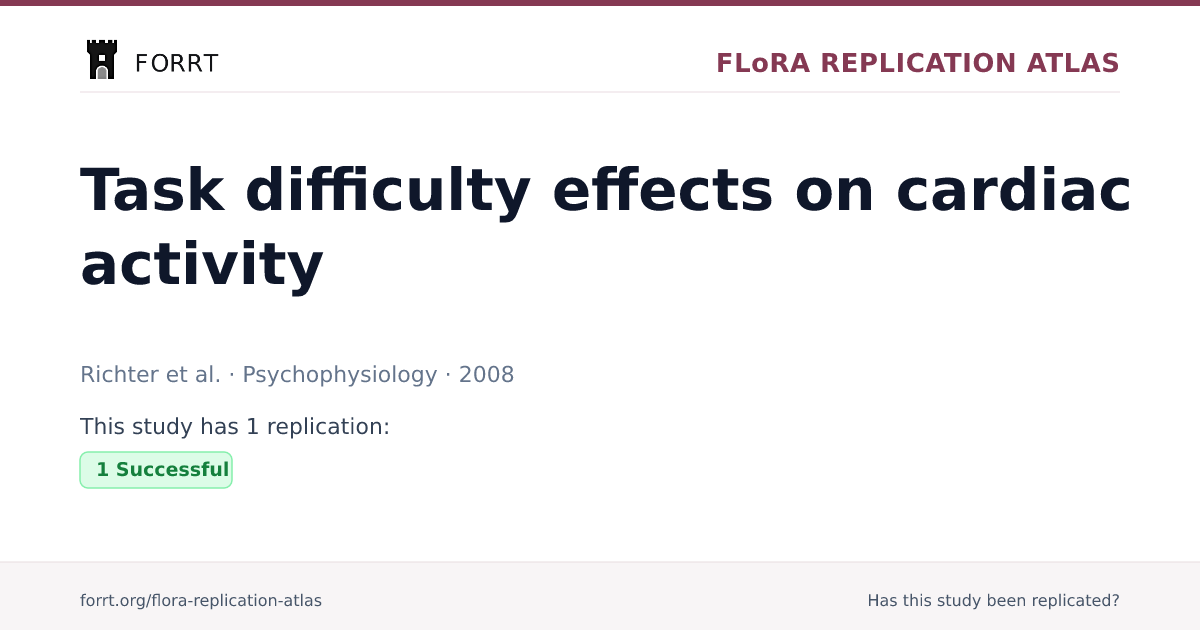 FORRT
FLoRA REPLICATION ATLAS
Task difficulty effects on cardiac
activity
Richter et al. · Psychophysiology · 2008
This study has 1 replication:
1 Successful
forrt.org/flora-replication-atlas
Has this study been replicated?